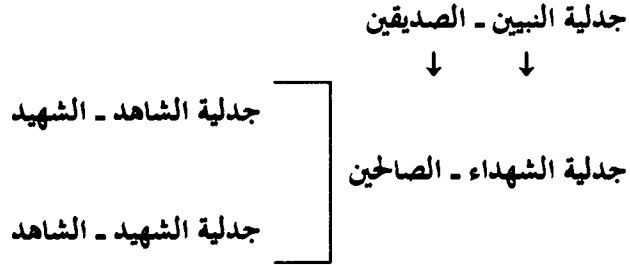 جدلية النبيين ـ الصديقين
↓ ↓
جدلية الشاهد ـ الشهيد
جدلية الشهداء ـ الصالحين
جدلية الشهيد ـ الشاهد